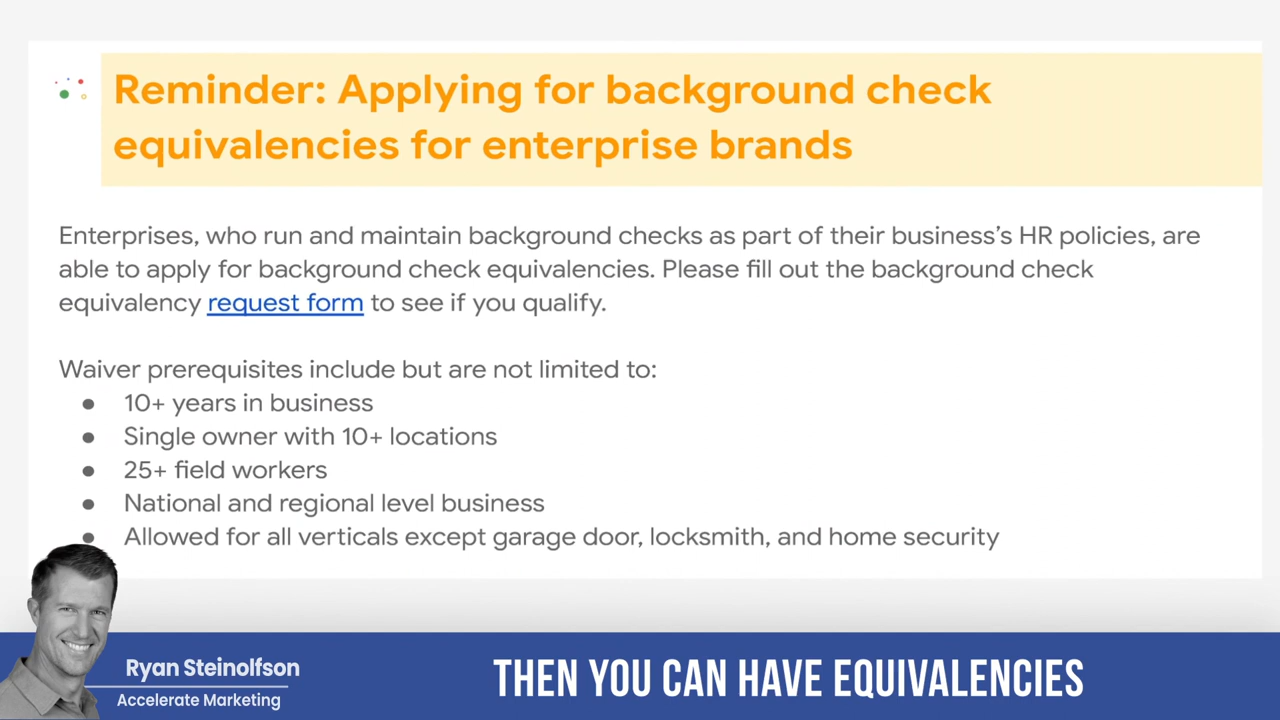 Reminder: Applying for background check
equivalencies for enterprise brands
Enterprises, who run and maintain background checks as part of their business's HR policies, are
able to apply for background check equivalencies. Please fill out the background check
equivalency request form to see if you qualify.
Waiver prerequisites include but are not limited to:
● 10+ years in business
● Single owner with 10+ locations
● 25+ field workers
● National and regional level business
● Allowed for all verticals except garage door, locksmith, and home security
Ryan Steinolfson
Accelerate Marketing
THEN YOU CAN HAVE EQUIVALENCIES